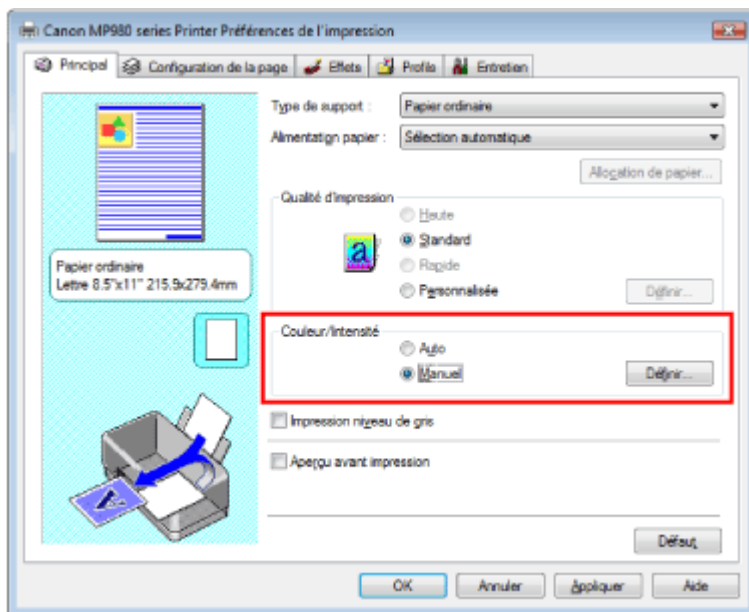 Canon MP980 series Printer Préférences de l'impression
Principal Configuration de la page Effets Profils Entretien
Type de support : Papier ordinaire
Alimentation papier : Sélection automatique
Allocation de papier...
Qualité d'impression
Haute
a Standard
Rapide
Papier ordinaire
Lettre 8.5"x11" 215.9x279.4mm
Personnalisée Définir...
Couleur/Intensité
Auto
Manuel Définir...
Impression niveau de gris
Aperçu avant impression
A
Défaut
OK Annuler Appliquer Aide